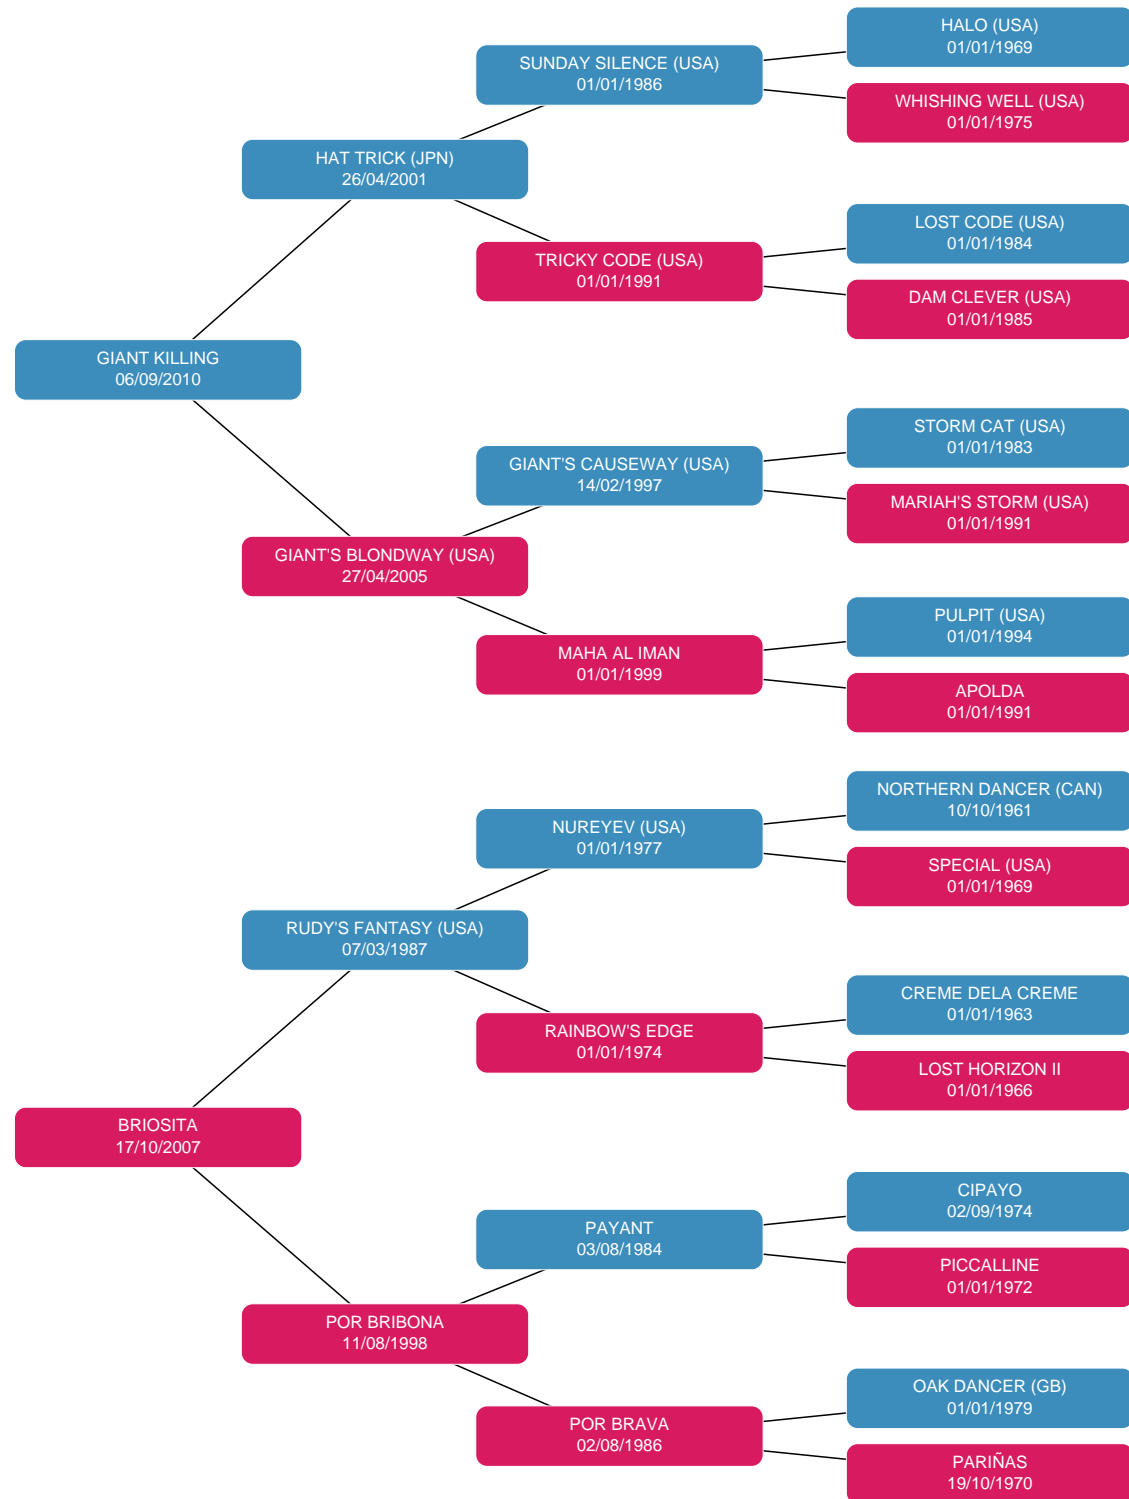 HALO (USA)
01/01/1969
SUNDAY SILENCE (USA)
01/01/1986
WHISHING WELL (USA)
01/01/1975
HAT TRICK (JPN)
26/04/2001
LOST CODE (USA)
01/01/1984
TRICKY CODE (USA)
01/01/1991
DAM CLEVER (USA)
01/01/1985
GIANT KILLING
06/09/2010
STORM CAT (USA)
01/01/1983
GIANT'S CAUSEWAY (USA)
14/02/1997
MARIAH'S STORM (USA)
01/01/1991
GIANT'S BLONDWAY (USA)
27/04/2005
PULPIT (USA)
01/01/1994
MAHA AL IMAN
01/01/1999
APOLDA
01/01/1991
NORTHERN DANCER (CAN)
10/10/1961
NUREYEV (USA)
01/01/1977
SPECIAL (USA)
01/01/1969
RUDY'S FANTASY (USA)
07/03/1987
CREME DELA CREME
01/01/1963
RAINBOW'S EDGE
01/01/1974
LOST HORIZON II
01/01/1966
BRIOSITA
17/10/2007
CIPAYO
02/09/1974
PAYANT
03/08/1984
PICCALLINE
01/01/1972
POR BRIBONA
11/08/1998
OAK DANCER (GB)
01/01/1979
POR BRAVA
02/08/1986
PARIÑAS
19/10/1970